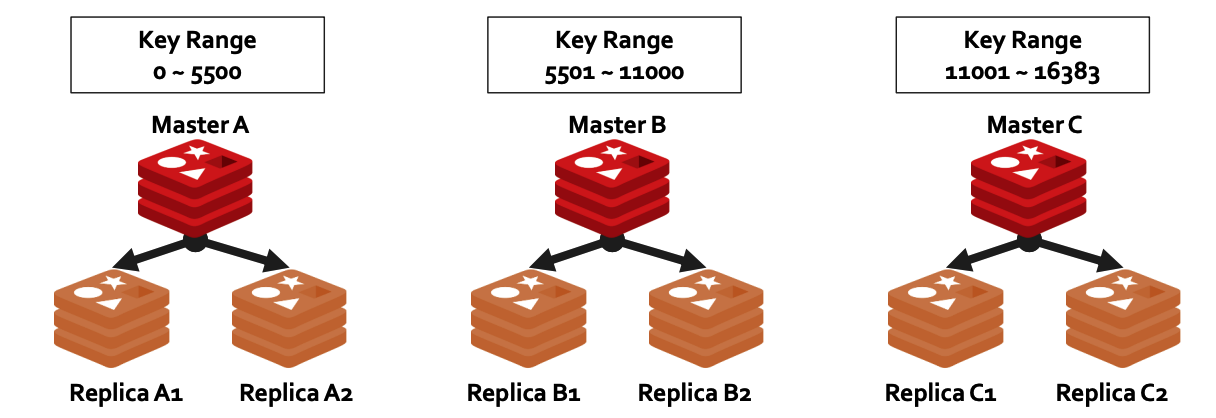 Key Range
0 ~ 5500
Key Range
5501 ~ 11000
Key Range
11001 ~ 16383
Master A
Master B
Master C
Replica A1
Replica A2
Replica B1
Replica B2
Replica C1
Replica C2